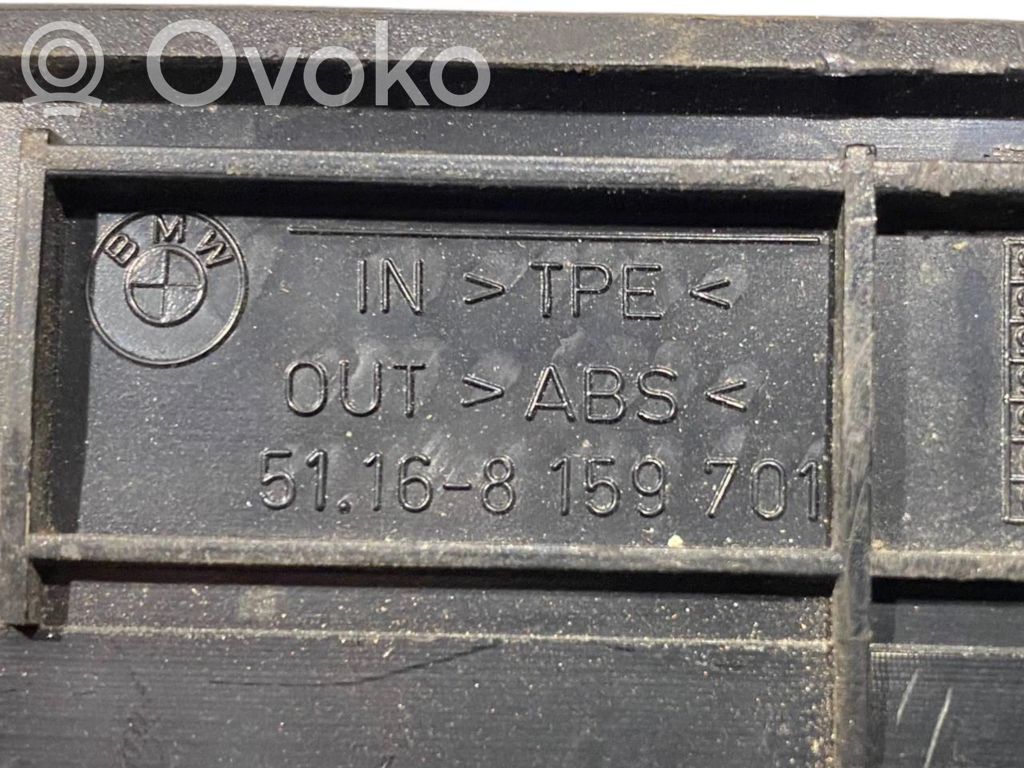 R Ovoko
BMW
IN > TPE <
OUT > ABS <
51.16-8 159 701